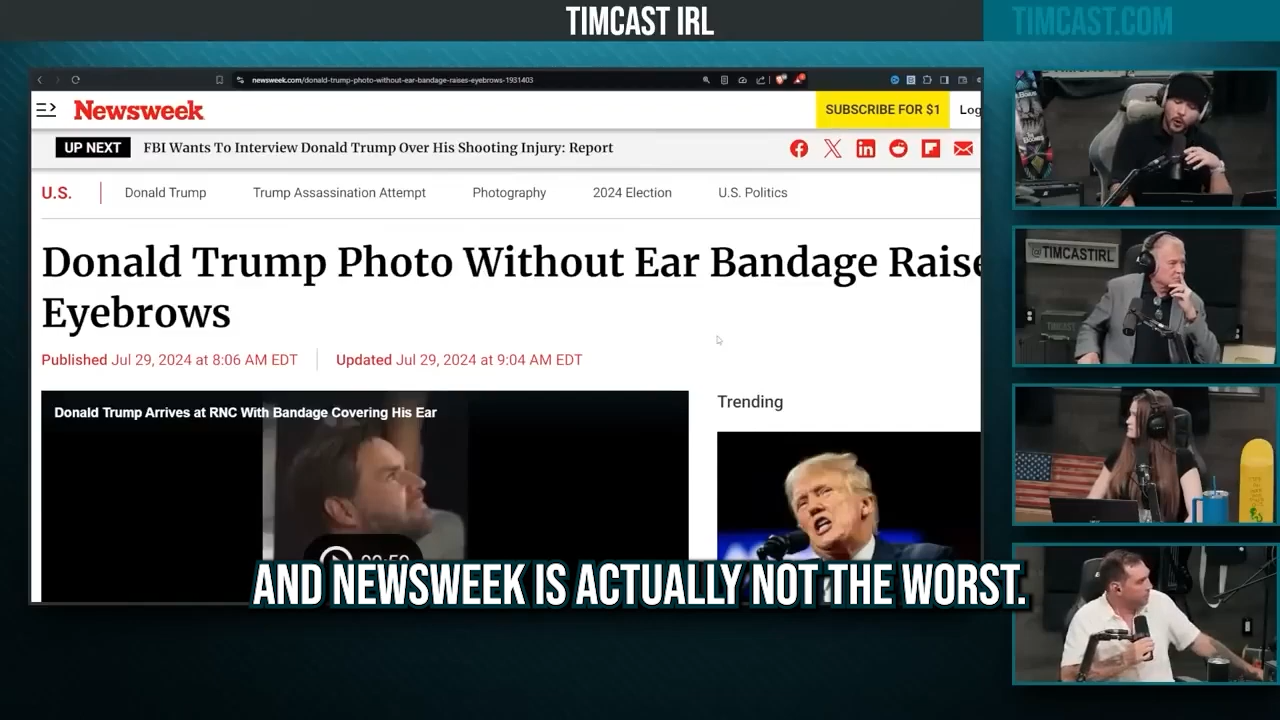 TIMCAST IRL
TIMCAST.COM
newsweek.com/donald-trump-photo-without-ear-bandage-raises-eyebrows-1931403
Newsweek
SUBSCRIBE FOR $1
Log
UP NEXT
FBI Wants To Interview Donald Trump Over His Shooting Injury: Report
U.S.
Donald Trump
Trump Assassination Attempt
Photography
2024 Election
U.S. Politics
Donald Trump Photo Without Ear Bandage Raise
Eyebrows
Published Jul 29, 2024 at 8:06 AM EDT
Updated Jul 29, 2024 at 9:04 AM EDT
Donald Trump Arrives at RNC With Bandage Covering His Ear
Trending
AND NEWSWEEK IS ACTUALLY NOT THE WORST.
@TIMCASTIRL
TIMCAST